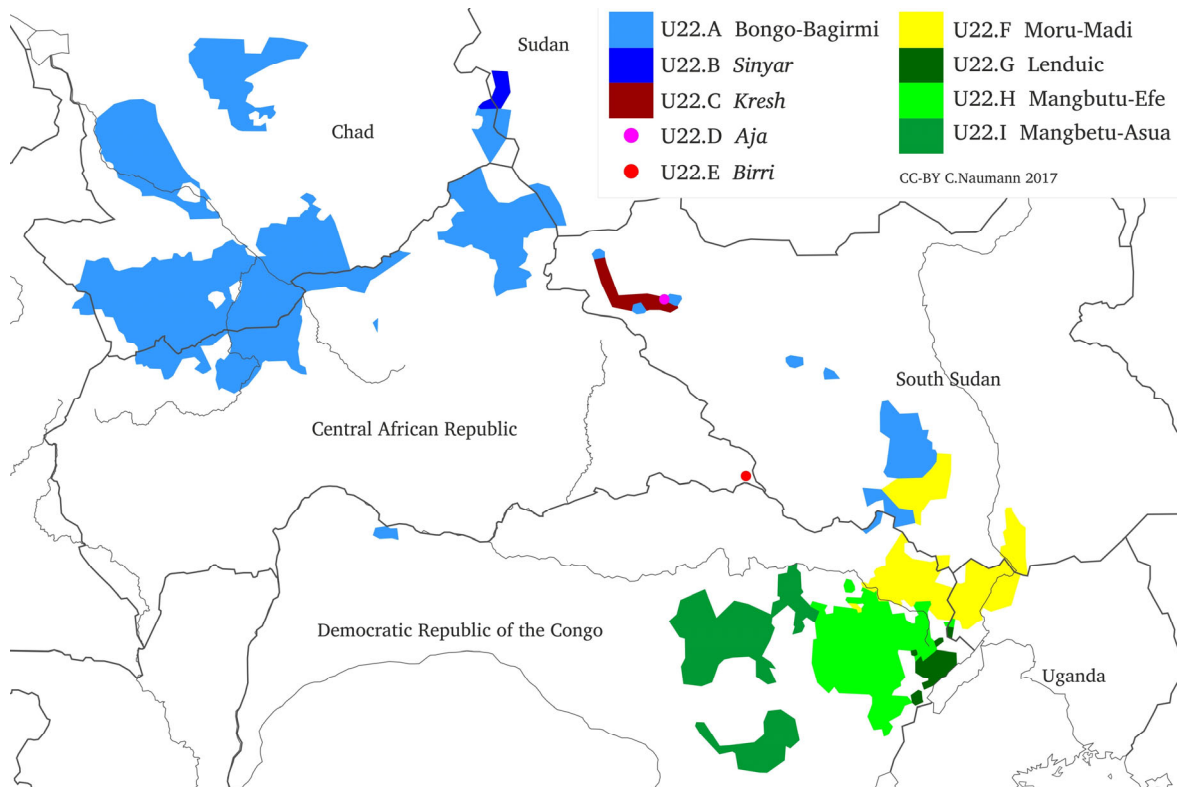 U22.A Bongo-Bagirmi
U22.B Sinyar
U22.C Kresh
U22.D Aja
U22.E Birri
U22.F Moru-Madi
U22.G Lenduic
U22.H Mangbutu-Efe
U22.I Mangbetu-Asua
CC-BY C.Naumann 2017
Sudan
Chad
South Sudan
Central African Republic
Democratic Republic of the Congo
Uganda